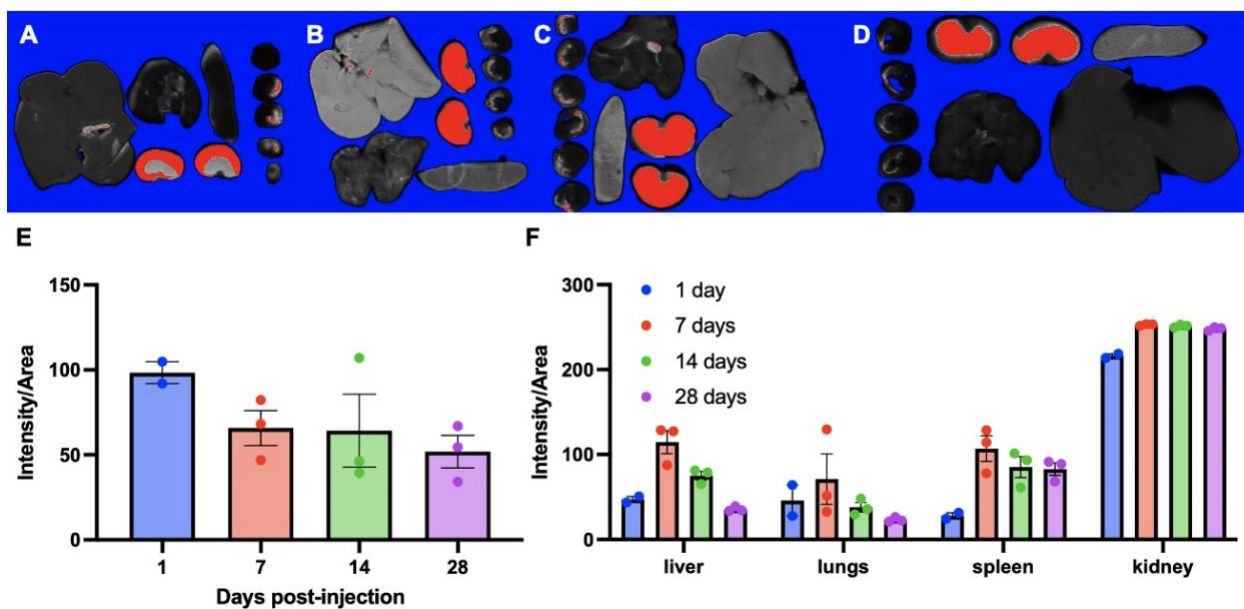 A B C D
E
150
100
50
0
Intensity/Area
1 7 14 28
Days post-injection
F
300
200
100
0
Intensity/Area
1 day
7 days
14 days
28 days
liver lungs spleen kidney